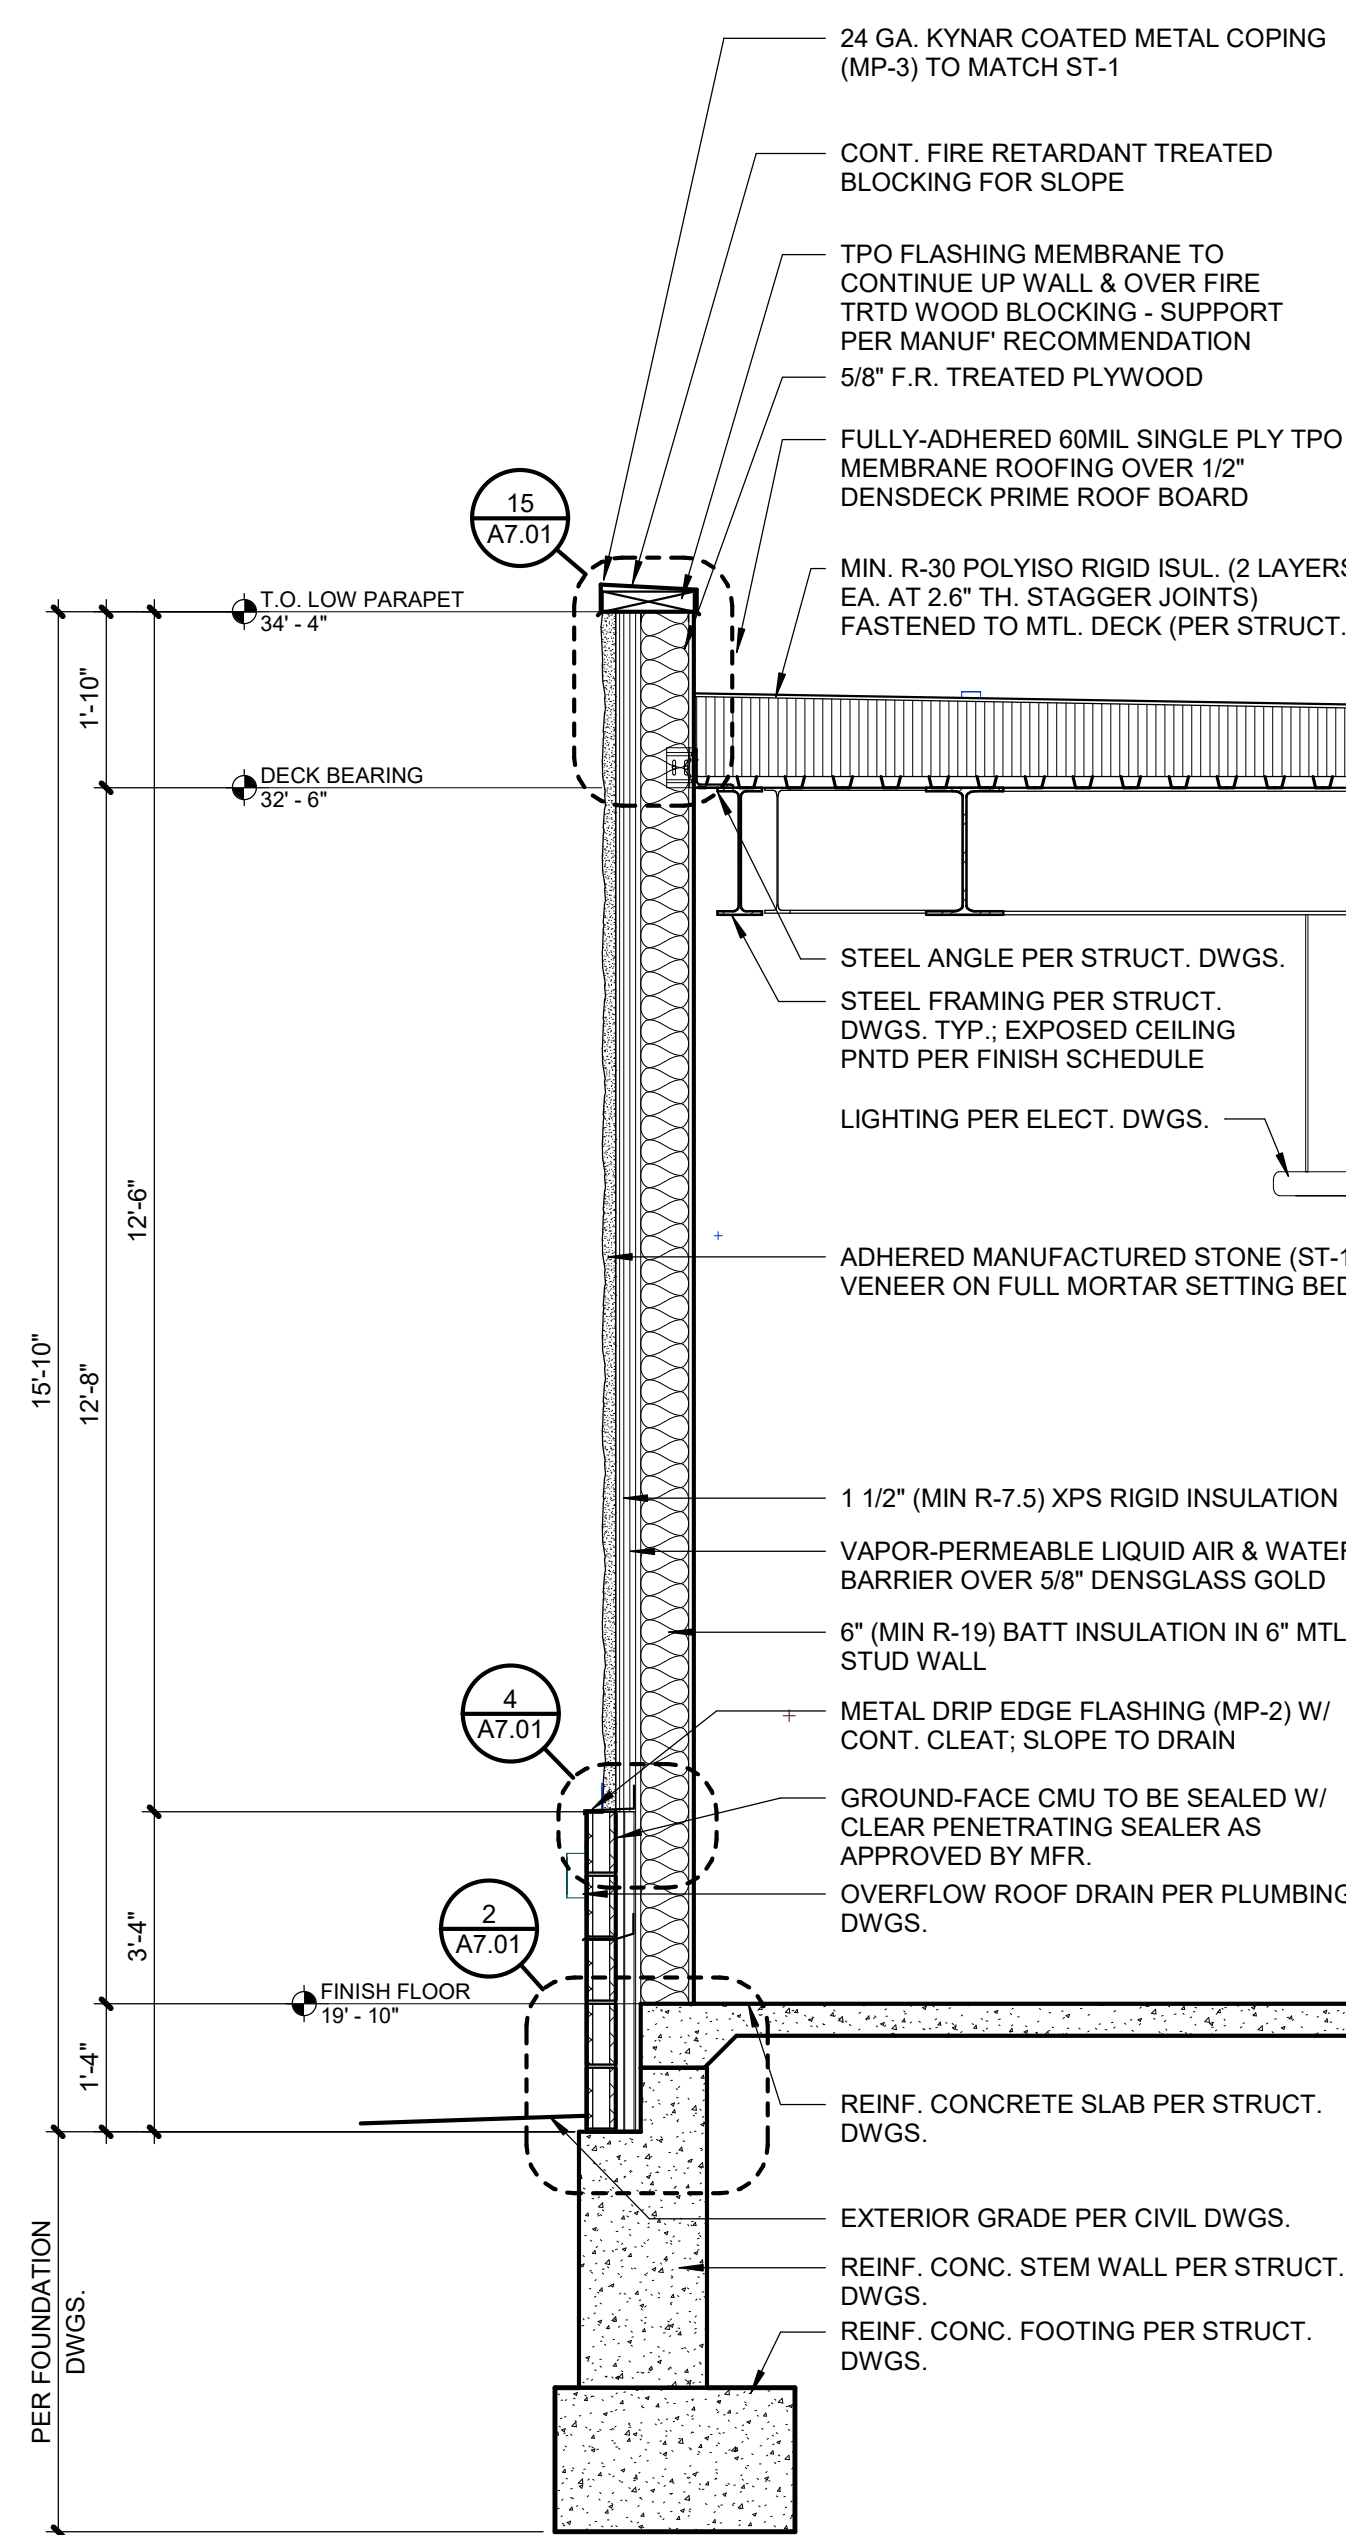 24 GA. KYNAR COATED METAL COPING
(MP-3) TO MATCH ST-1
CONT. FIRE RETARDANT TREATED
BLOCKING FOR SLOPE
TPO FLASHING MEMBRANE TO
CONTINUE UP WALL & OVER FIRE
TRTD WOOD BLOCKING - SUPPORT
PER MANUF' RECOMMENDATION
5/8" F.R. TREATED PLYWOOD
FULLY-ADHERED 60MIL SINGLE PLY TPO
MEMBRANE ROOFING OVER 1/2"
DENSDECK PRIME ROOF BOARD
15
A7.01
MIN. R-30 POLYISO RIGID ISUL. (2 LAYERS
EA. AT 2.6" TH. STAGGER JOINTS)
FASTENED TO MTL. DECK (PER STRUCT.
T.O. LOW PARAPET
34' - 4"
1'-10"
DECK BEARING
32' - 6"
STEEL ANGLE PER STRUCT. DWGS.
STEEL FRAMING PER STRUCT.
DWGS. TYP.; EXPOSED CEILING
PNTD PER FINISH SCHEDULE
LIGHTING PER ELECT. DWGS.
12'-6"
ADHERED MANUFACTURED STONE (ST-1
VENEER ON FULL MORTAR SETTING BED
15'-10"
12'-8"
1 1/2" (MIN R-7.5) XPS RIGID INSULATION
VAPOR-PERMEABLE LIQUID AIR & WATER
BARRIER OVER 5/8" DENSGLASS GOLD
6" (MIN R-19) BATT INSULATION IN 6" MTL
STUD WALL
4
A7.01
METAL DRIP EDGE FLASHING (MP-2) W/
CONT. CLEAT; SLOPE TO DRAIN
GROUND-FACE CMU TO BE SEALED W/
CLEAR PENETRATING SEALER AS
APPROVED BY MFR.
OVERFLOW ROOF DRAIN PER PLUMBING
DWGS.
2
A7.01
3'-4"
FINISH FLOOR
19' - 10"
1'-4"
REINF. CONCRETE SLAB PER STRUCT.
DWGS.
EXTERIOR GRADE PER CIVIL DWGS.
REINF. CONC. STEM WALL PER STRUCT.
DWGS.
REINF. CONC. FOOTING PER STRUCT.
DWGS.
PER FOUNDATION
DWGS.